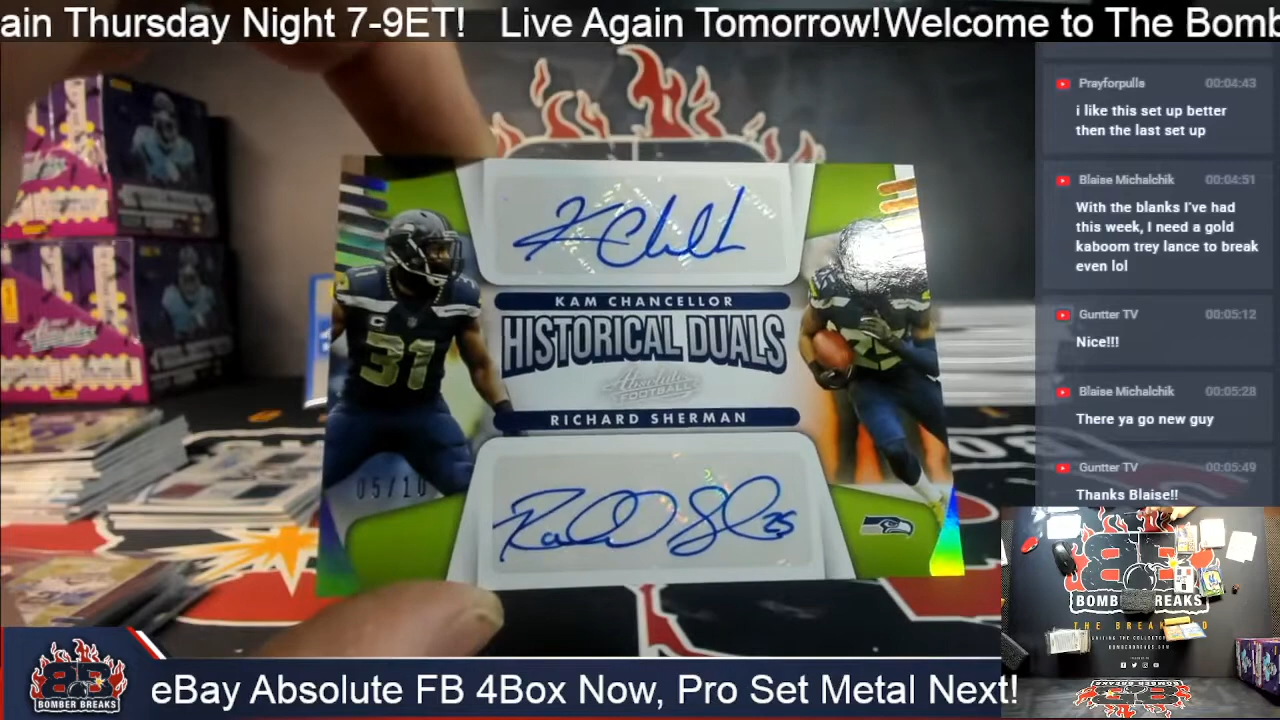 ain Thursday Night 7-9ET! Live Again Tomorrow!Welcome to The Bomb
Prayforpulls 00:04:43
i like this set up better
then the last set up
Blaise Michalchik 00:04:51
With the blanks I've had
this week, I need a gold
kaboom trey lance to break
even lol
Guntter TV 00:05:12
Nice!!!
Blaise Michalchik 00:05:28
There ya go new guy
Guntter TV 00:05:49
Thanks Blaise!!
KAM CHANCELLOR
HISTORICAL DUALS
Absolute
FOOTBALL
RICHARD SHERMAN
31
25
05/10
BOMB REAKS
BOMBER BREAKS
eBay Absolute FB 4Box Now, Pro Set Metal Next!
BOMBER BREAKS